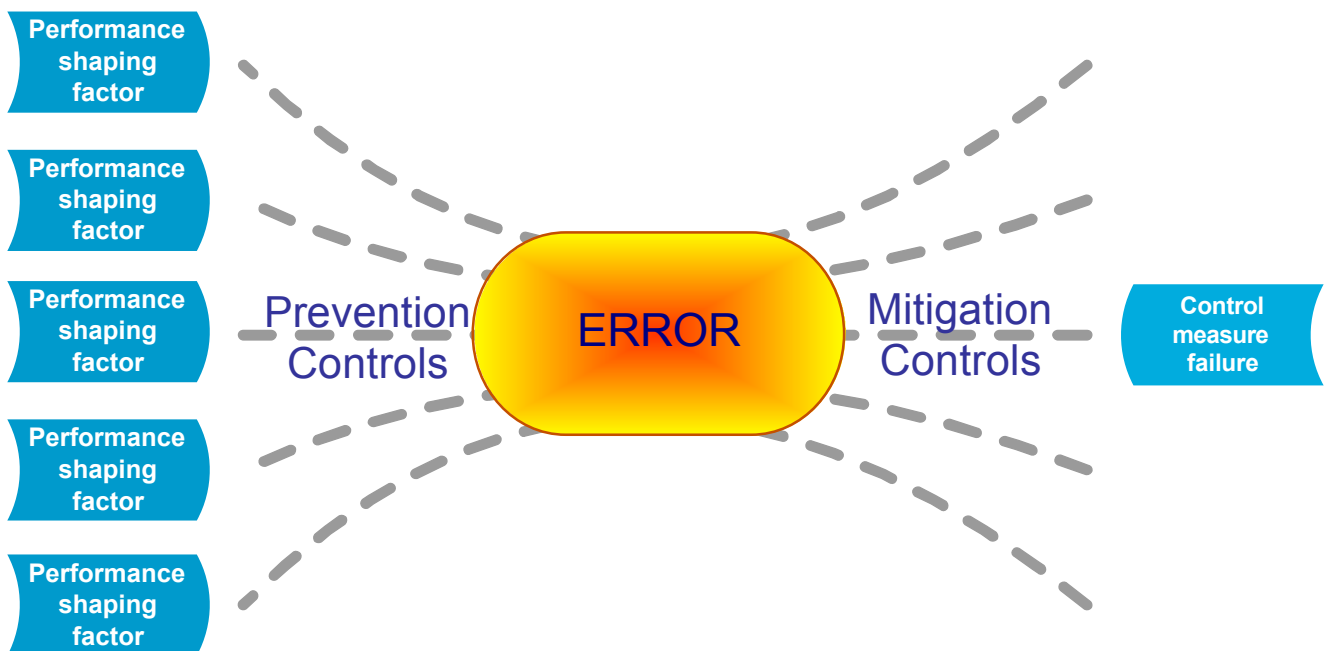 Performance
shaping
factor
Performance
shaping
factor
Performance
shaping
factor
Performance
shaping
factor
Performance
shaping
factor
Prevention
Controls
ERROR
Mitigation
Controls
Control
measure
failure